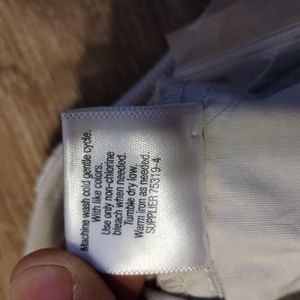 Machine wash cold gentle cycle.
With like colors.
Use only non-chlorine
bleach when needed.
Tumble dry low.
Warm iron as needed.
SUPPLIER 75319-4